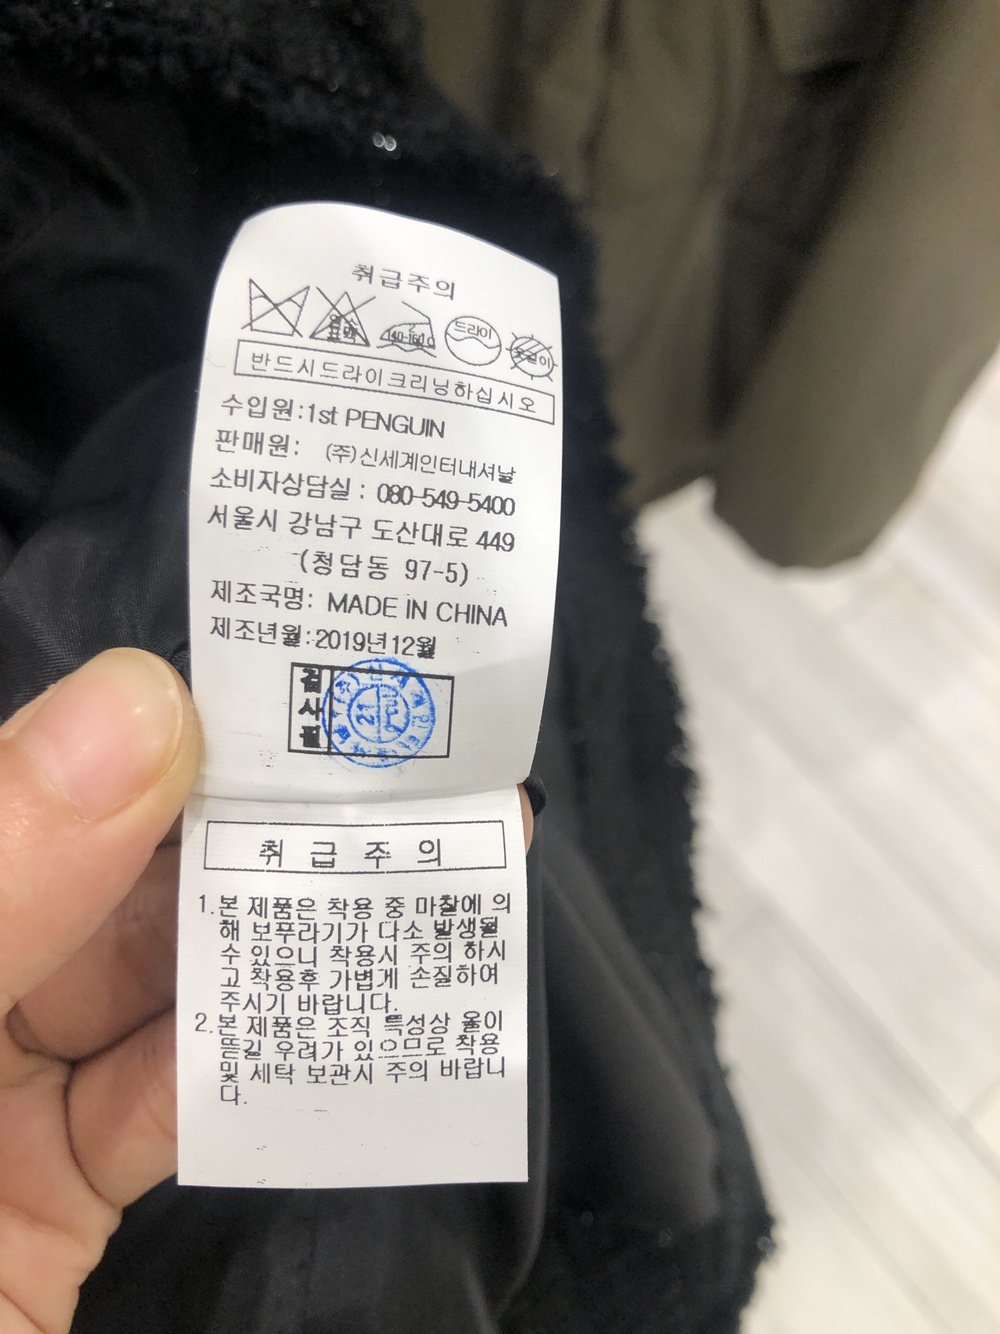 취급주의
염소
표백
2
140-160℃
드라이
옷걸이
반드시드라이크리닝하십시오
수입원:1st PENGUIN
판매원: (주)신세계인터내셔날
소비자상담실 : 080-549-5400
서울시 강남구 도산대로 449
(청담동 97-5)
제조국명: MADE IN CHINA
제조년월:2019년12월
검사필
21
취 급 주 의
1.본 제품은 착용 중 마찰에 의
해 보푸라기가 다소 발생될
수 있으니 착용시 주의 하시
고 착용후 가볍게 손질하여
주시기 바랍니다.
2.본 제품은 조직 특성상 올이
뜯길 우려가 있으므로 착용
및 세탁 보관시 주의 바랍니
다.